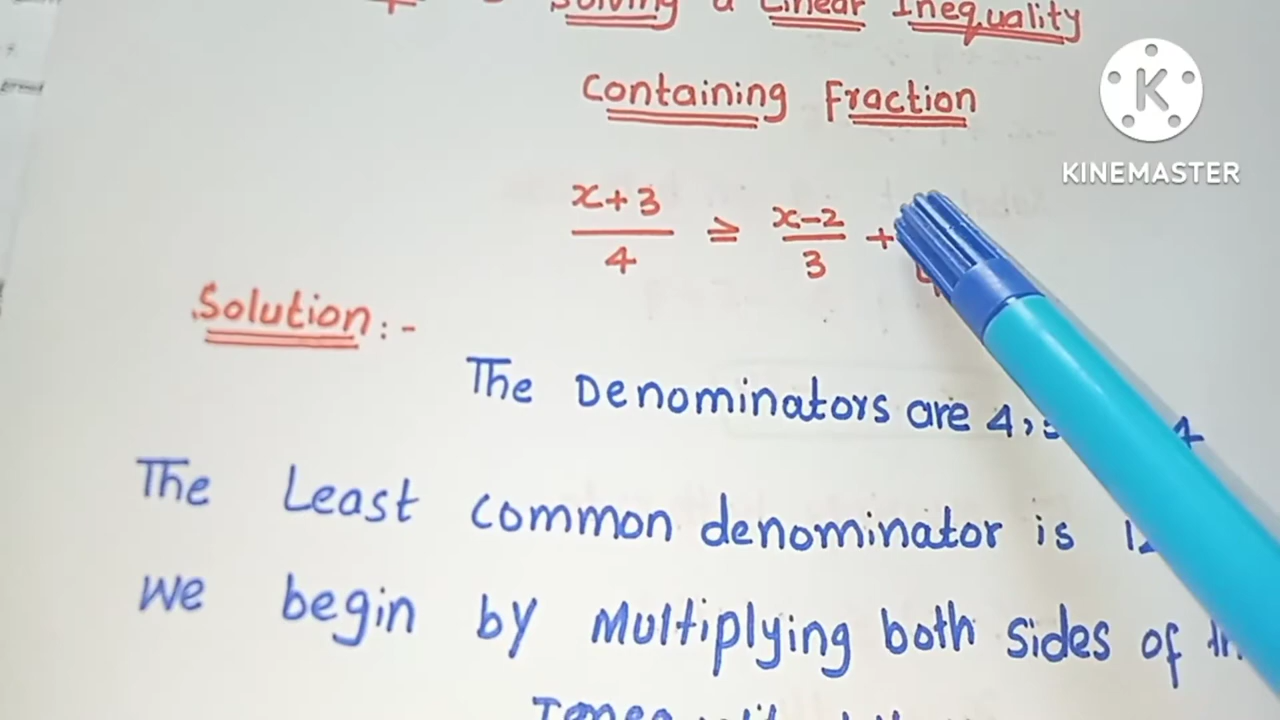 Solving a Linear Inequality
Containing Fraction
K
KINEMASTER
x+3/4 ≥ x-2/3 +
Solution:-
The Denominators are 4,
The Least common denominator is
We begin by Multiplying both sides of